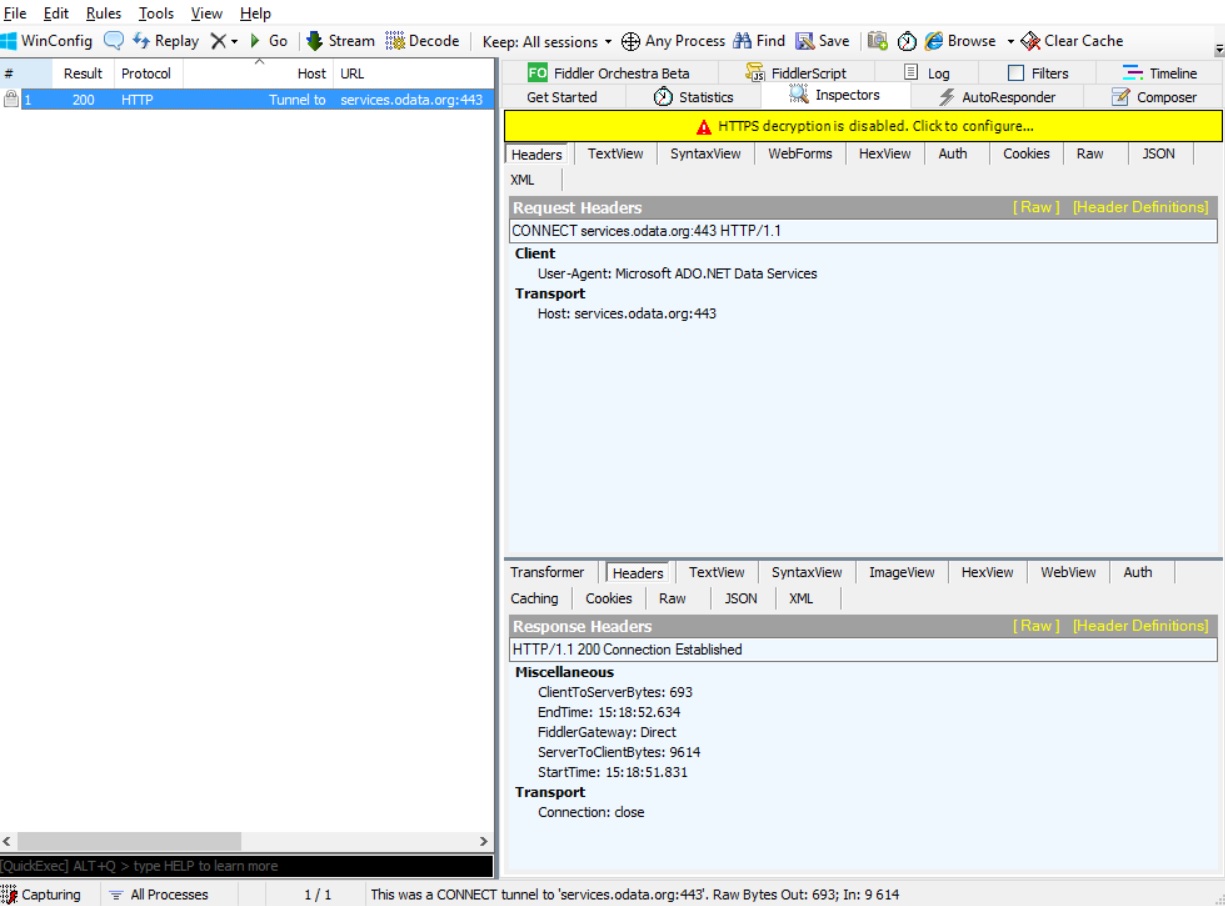 File Edit Rules Tools View Help
WinConfig Replay Go Stream Decode Keep: All sessions Any Process Find Save Browse Clear Cache
# Result Protocol Host URL
1 200 HTTP Tunnel to services.odata.org:443
FO Fiddler Orchestra Beta JS FiddlerScript Log Filters Timeline
Get Started Statistics Inspectors AutoResponder Composer
HTTPS decryption is disabled. Click to configure...
Headers TextView SyntaxView WebForms HexView Auth Cookies Raw JSON
XML
Request Headers [ Raw ] [Header Definitions]
CONNECT services.odata.org:443 HTTP/1.1
Client
User-Agent: Microsoft ADO.NET Data Services
Transport
Host: services.odata.org:443
Transformer Headers TextView SyntaxView ImageView HexView WebView Auth
Caching Cookies Raw JSON XML
Response Headers [ Raw ] [Header Definitions]
HTTP/1.1 200 Connection Established
Miscellaneous
ClientToServerBytes: 693
EndTime: 15:18:52.634
FiddlerGateway: Direct
ServerToClientBytes: 9614
StartTime: 15:18:51.831
Transport
Connection: close
[QuickExec] ALT+Q > type HELP to learn more
Capturing All Processes 1 / 1 This was a CONNECT tunnel to 'services.odata.org:443'. Raw Bytes Out: 693; In: 9 614